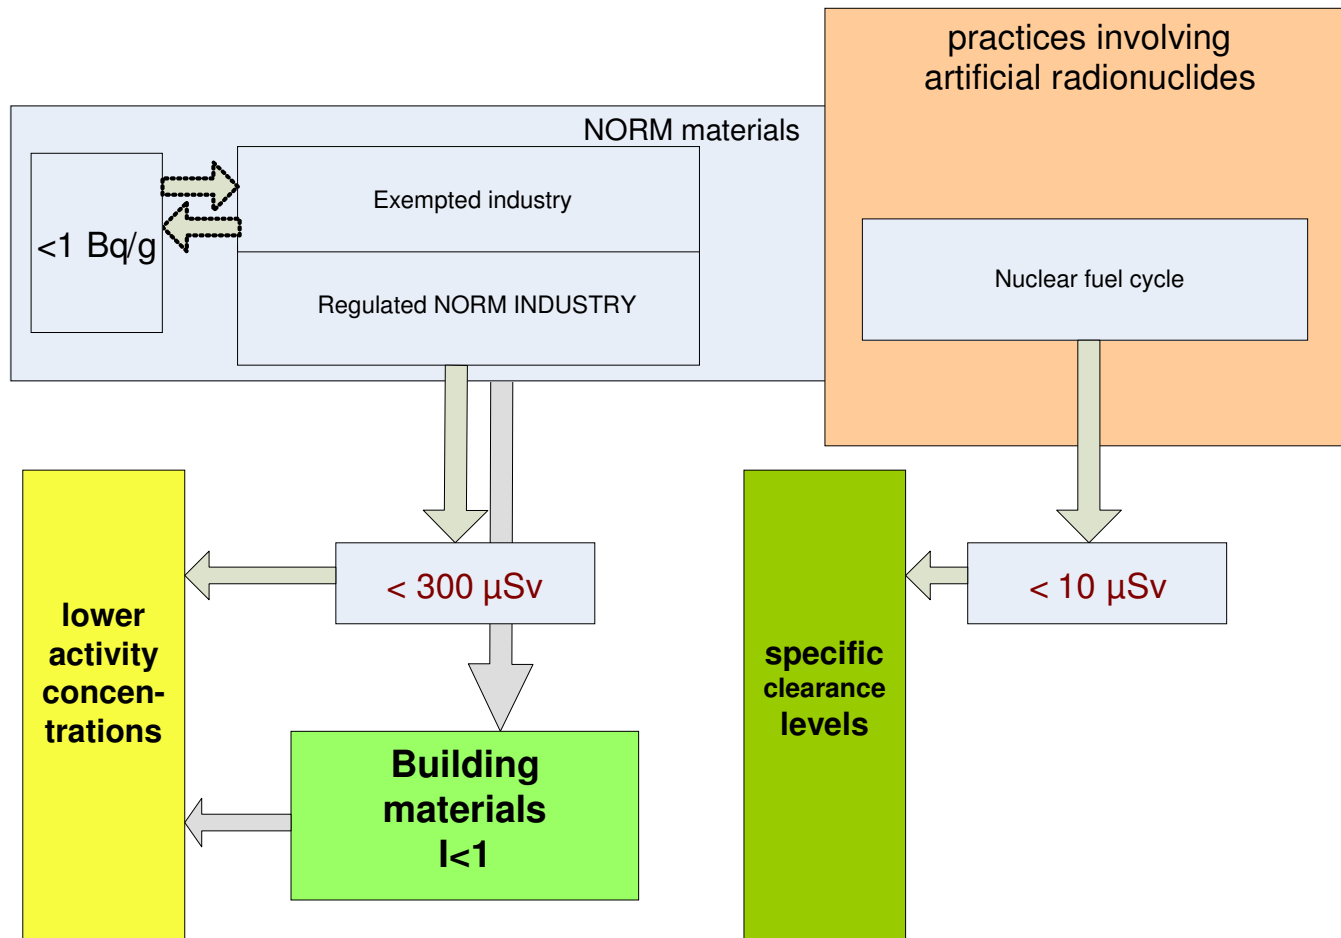 practices involving
artificial radionuclides
NORM materials
Exempted industry
<1 Bq/g
Regulated NORM INDUSTRY
Nuclear fuel cycle
< 300 µSv
< 10 µSv
lower
activity
concen-
trations
specific
clearance
levels
Building
materials
I<1